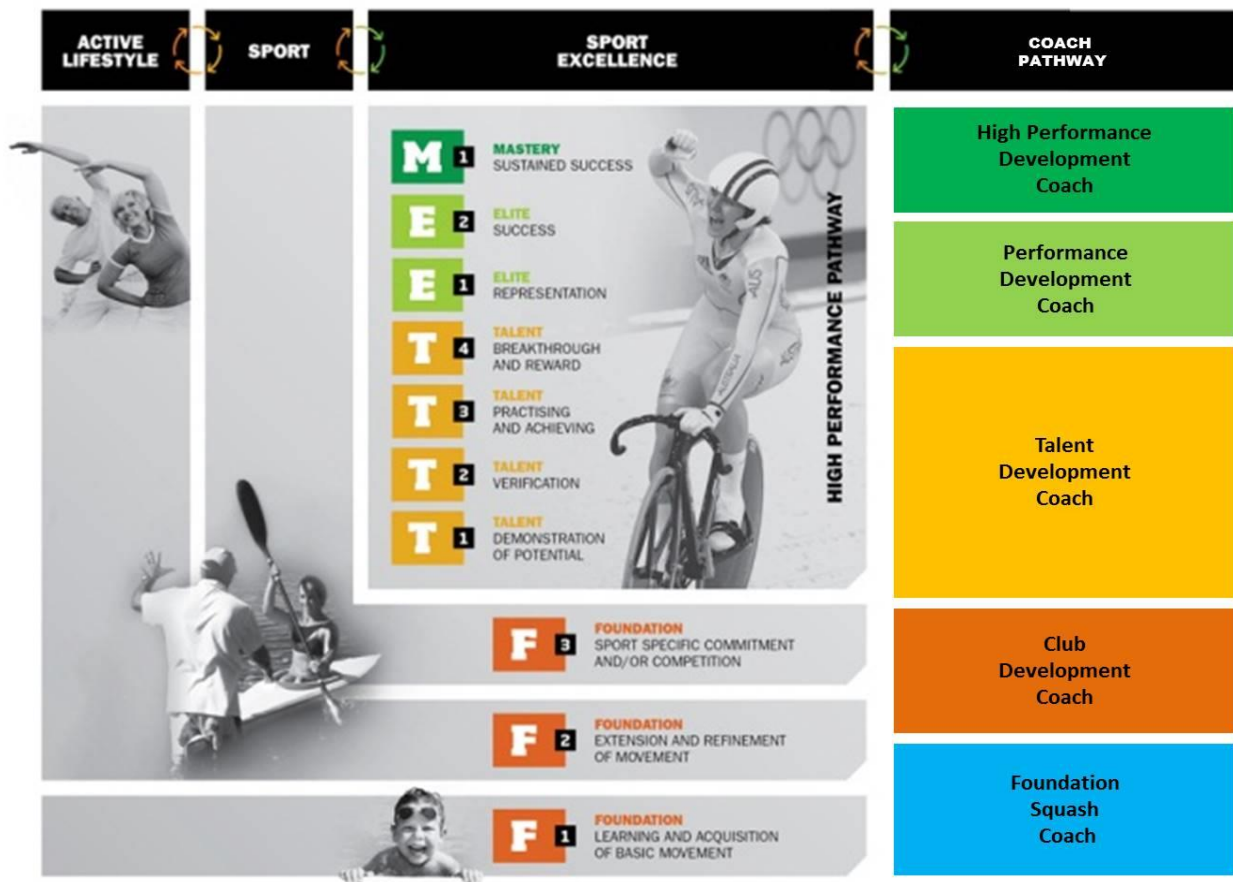 ACTIVE
LIFESTYLE
SPORT
SPORT
EXCELLENCE
COACH
PATHWAY
M 1 MASTERY
SUSTAINED SUCCESS
E 2 ELITE
SUCCESS
E 1 ELITE
REPRESENTATION
T 4 TALENT
BREAKTHROUGH
AND REWARD
T 3 TALENT
PRACTISING
AND ACHIEVING
T 2 TALENT
VERIFICATION
T 1 TALENT
DEMONSTRATION
OF POTENTIAL
HIGH PERFORMANCE PATHWAY
AUS
AUSTRALIA
F 3 FOUNDATION
SPORT SPECIFIC COMMITMENT
AND/OR COMPETITION
F 2 FOUNDATION
EXTENSION AND REFINEMENT
OF MOVEMENT
F 1 FOUNDATION
LEARNING AND ACQUISITION
OF BASIC MOVEMENT
High Performance
Development
Coach
Performance
Development
Coach
Talent
Development
Coach
Club
Development
Coach
Foundation
Squash
Coach